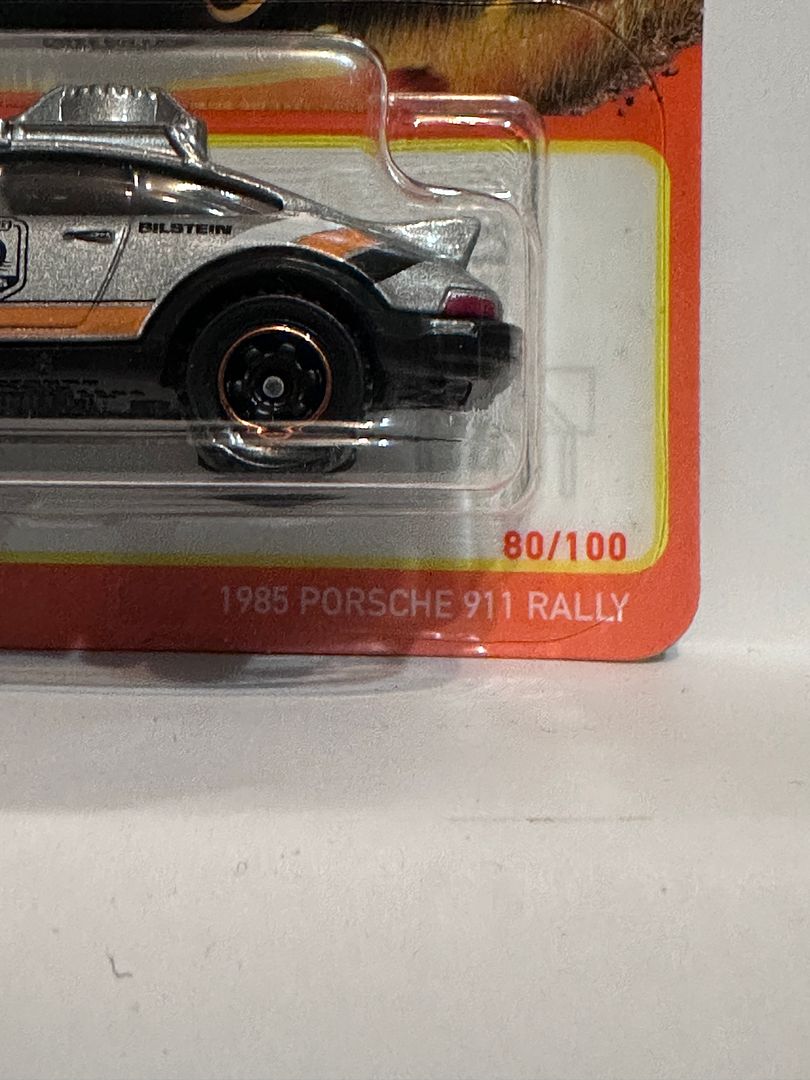 BILSTEIN
80/100
1985 PORSCHE 911 RALLY